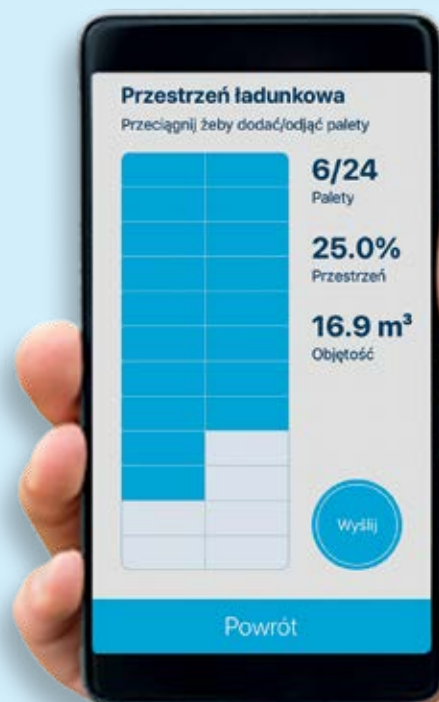 Przestrzeń ładunkowa
Przeciągnij żeby dodać/odjąć palety
6/24
Palety
25.0%
Przestrzeń
16.9 m³
Objętość
Wyślij
Powrót